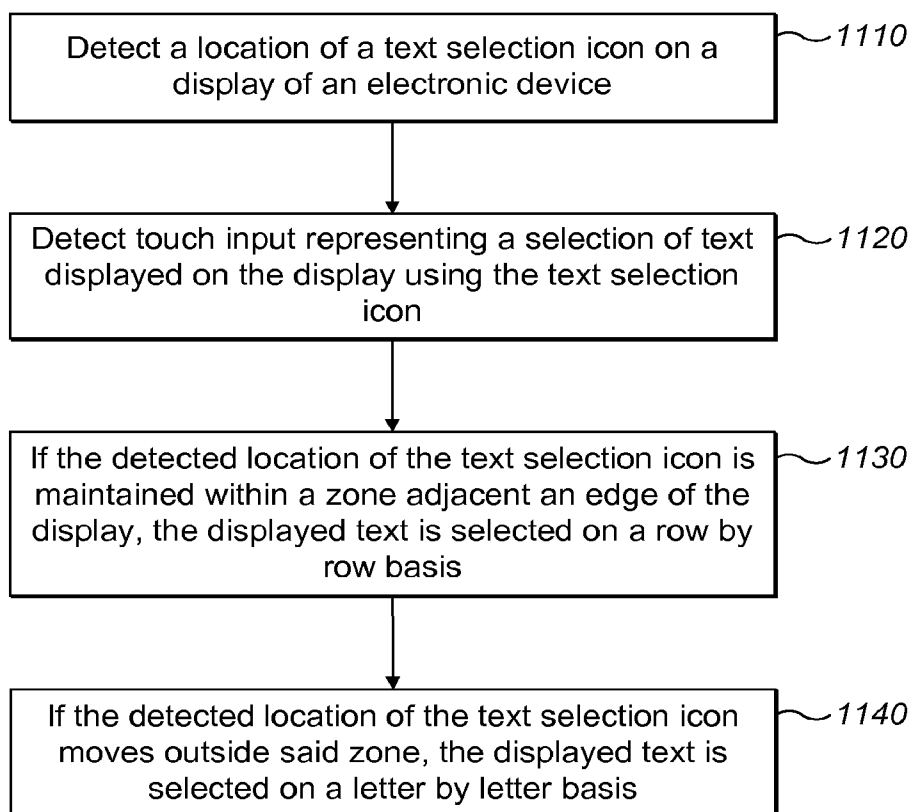 Detect a location of a text selection icon on a
display of an electronic device
1110
Detect touch input representing a selection of text
displayed on the display using the text selection
icon
1120
If the detected location of the text selection icon is
maintained within a zone adjacent an edge of the
display, the displayed text is selected on a row by
row basis
1130
If the detected location of the text selection icon
moves outside said zone, the displayed text is
selected on a letter by letter basis
1140